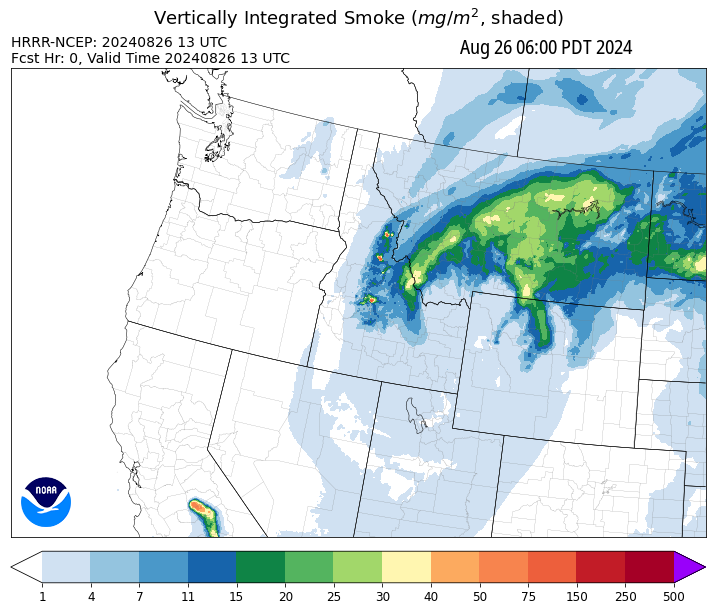 Vertically Integrated Smoke (mg/m², shaded)
HRRR-NCEP: 20240826 13 UTC
Fcst Hr: 0, Valid Time 20240826 13 UTC
Aug 26 06:00 PDT 2024
NOAA
1 4 7 11 15 20 25 30 40 50 75 150 250 500